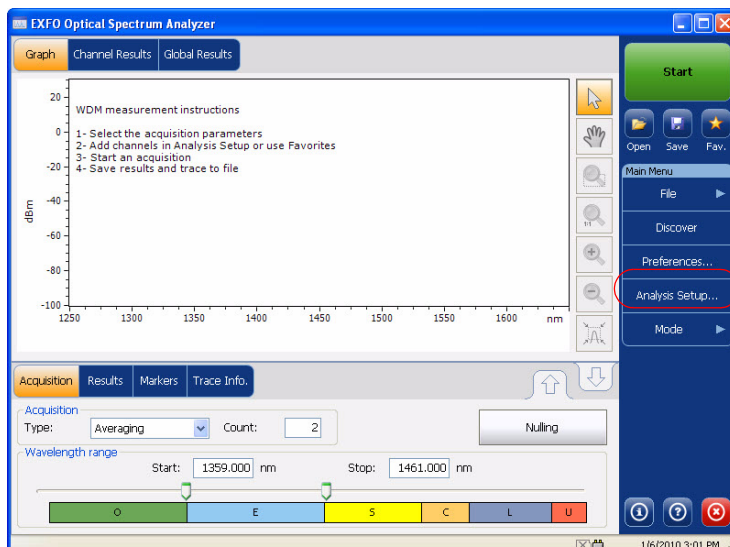 EXFO Optical Spectrum Analyzer
Graph
Channel Results
Global Results
Start
20
0
-20
-40
-60
-80
-100
dBm
WDM measurement instructions
1- Select the acquisition parameters
2- Add channels in Analysis Setup or use Favorites
3- Start an acquisition
4- Save results and trace to file
1250
1300
1350
1400
1450
1500
1550
1600
nm
1:1
Open
Save
Fav.
Main Menu
File
Discover
Preferences...
Analysis Setup...
Mode
Acquisition
Results
Markers
Trace Info.
Acquisition
Type:
Averaging
Count:
2
Nulling
Wavelength range
Start:
1359.000
nm
Stop:
1461.000
nm
O
E
S
C
L
U
1/6/2010 3:01 PM